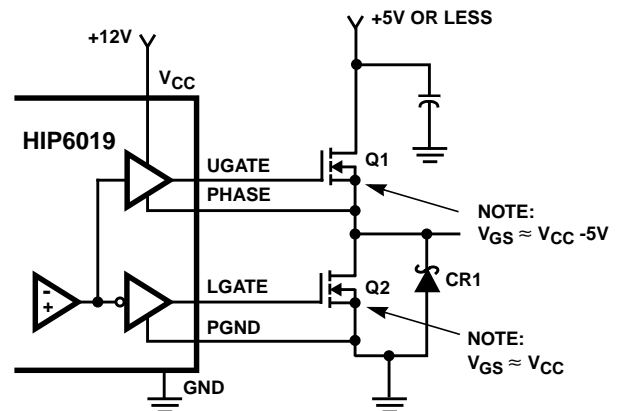 +5V OR LESS
+12V
VCC
HIP6019
UGATE
Q1
PHASE
NOTE:
VGS ≈ VCC -5V
LGATE
Q2
CR1
PGND
NOTE:
VGS ≈ VCC
GND
-
+